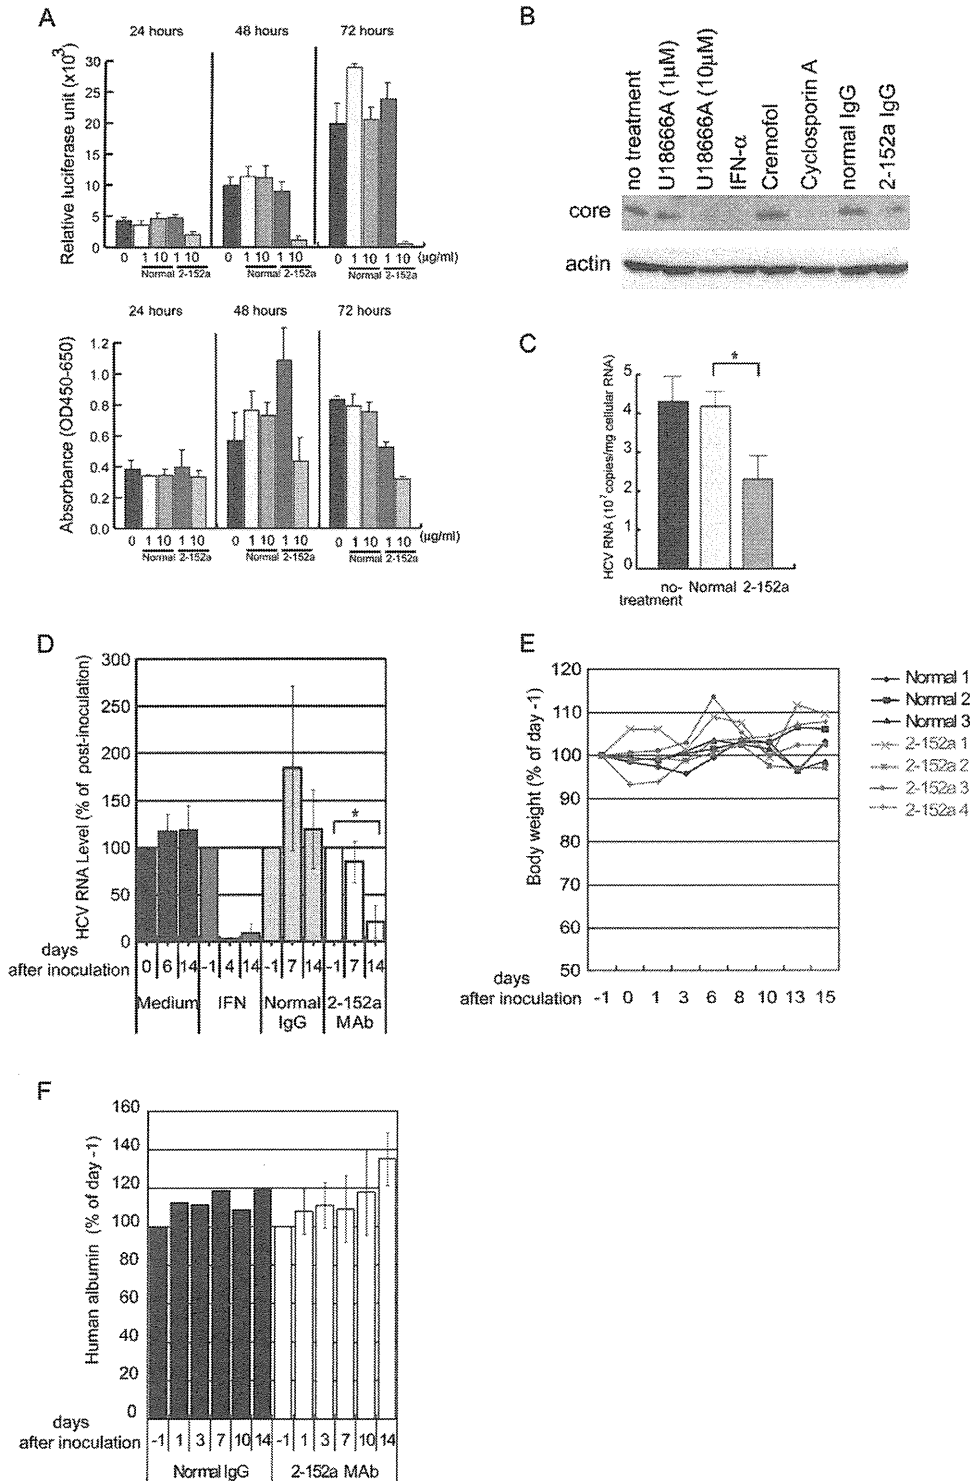 A
24 hours
48 hours
72 hours
Relative luciferase unit (x10³)
30
25
20
15
10
5
0
0 1 10 1 10
Normal 2-152a
0 1 10 1 10
Normal 2-152a
0 1 10 1 10 (μg/ml)
Normal 2-152a
24 hours
48 hours
72 hours
Absorbance (OD450-650)
1.2
1.0
0.8
0.6
0.4
0.2
0.0
0 1 10 1 10
Normal 2-152a
0 1 10 1 10
Normal 2-152a
0 1 10 1 10 (μg/ml)
Normal 2-152a
B
no treatment
U18666A (1μM)
U18666A (10μM)
IFN-α
Cremofol
Cyclosporin A
normal IgG
2-152a IgG
core
actin
C
HCV RNA (10⁷copies/mg cellular RNA)
5
4
3
2
1
0
*
no-treatment
Normal
2-152a
D
HCV RNA Level (% of post-inoculation)
300
250
200
150
100
50
0
*
days after inoculation
0 6 14 -1 4 14 -1 7 14 -1 7 14
Medium
IFN
Normal IgG
2-152a MAb
E
Body weight (% of day -1)
120
110
100
90
80
70
60
50
days after inoculation
-1 0 1 3 6 8 10 13 15
Normal 1
Normal 2
Normal 3
2-152a 1
2-152a 2
2-152a 3
2-152a 4
F
Human albumin (% of day -1)
160
140
120
100
80
60
40
20
0
days after inoculation
-1 1 3 7 10 14 -1 1 3 7 10 14
Normal IgG
2-152a MAb